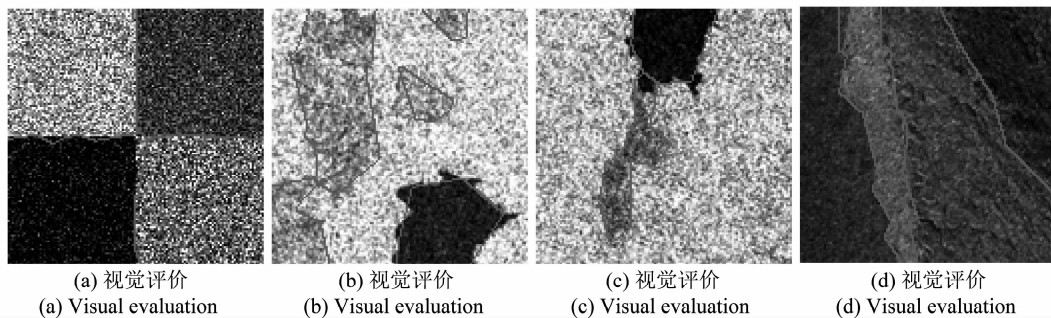 (a) 视觉评价
(a) Visual evaluation
(b) 视觉评价
(b) Visual evaluation
(c) 视觉评价
(c) Visual evaluation
(d) 视觉评价
(d) Visual evaluation